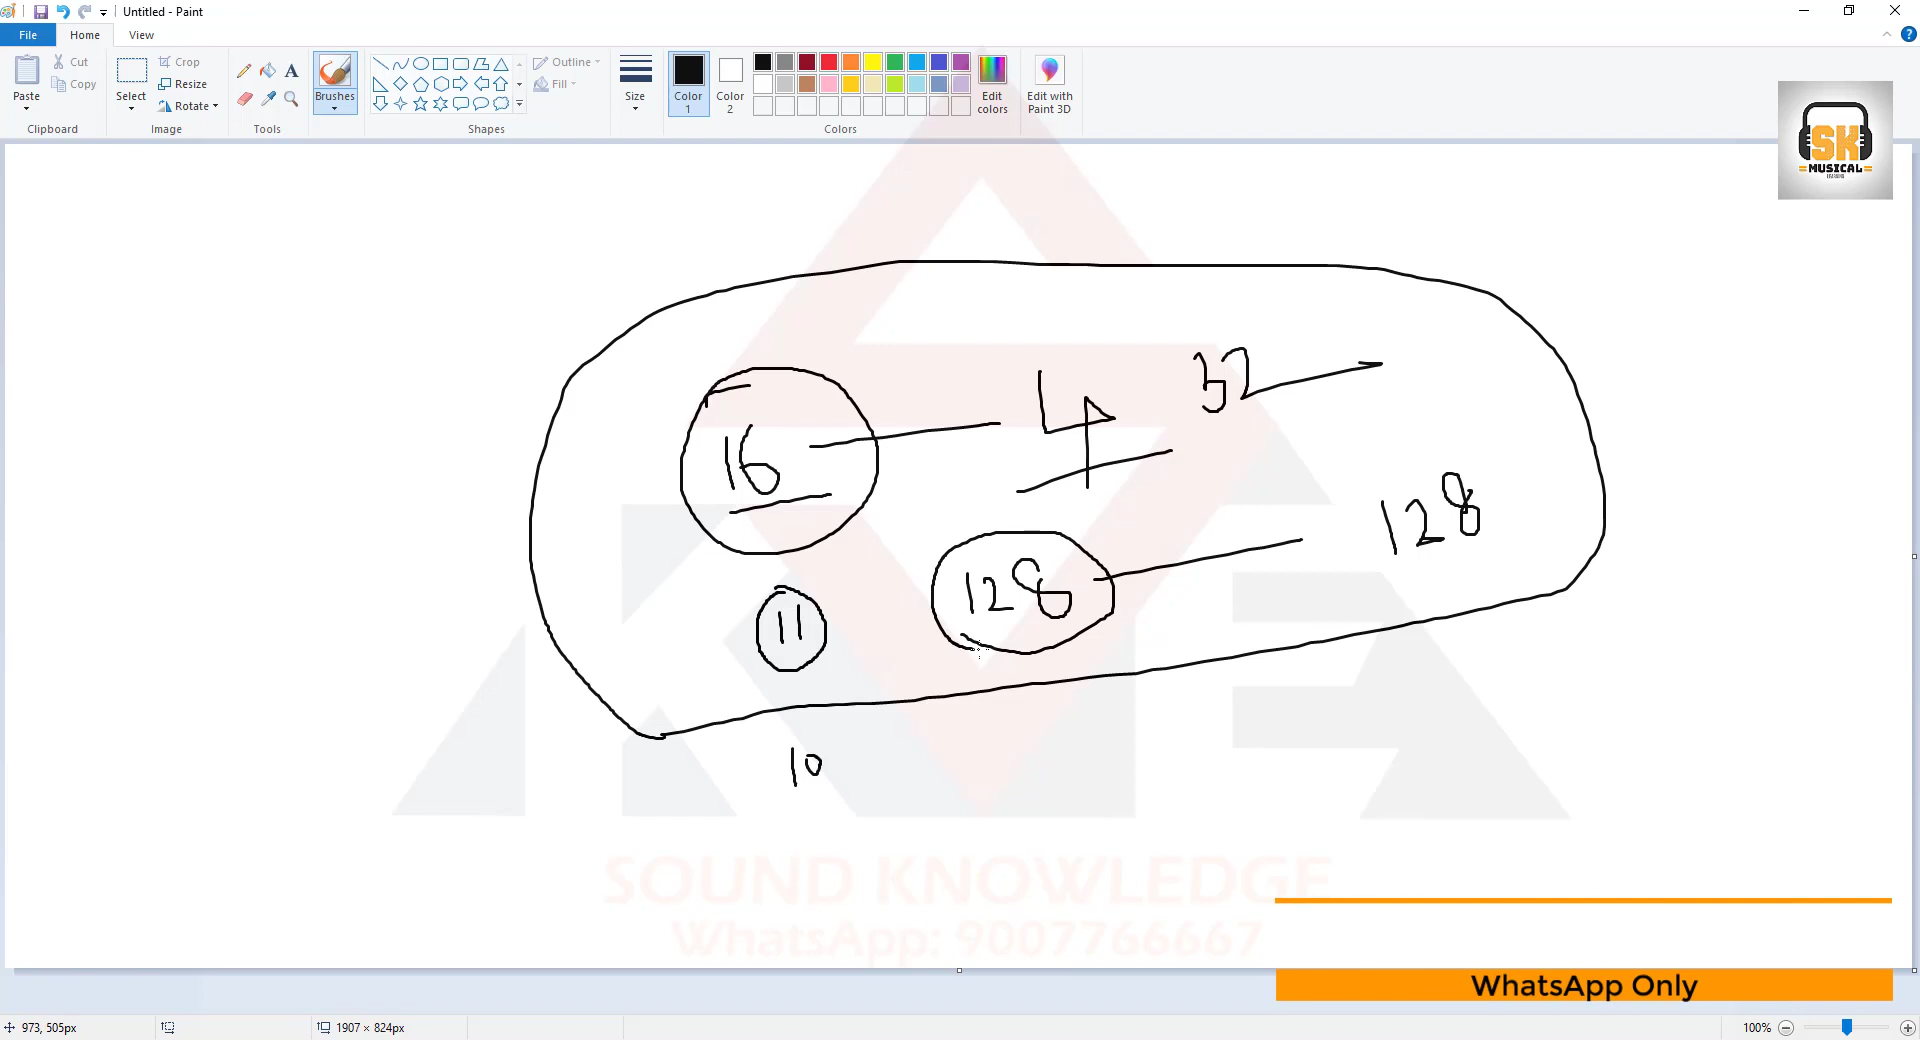 Untitled - Paint
File Home View
Paste Cut Copy Clipboard
Select Crop Resize Rotate Image
Tools
Brushes
Outline Fill Shapes
Size
Color 1 Color 2 Edit colors Colors
Edit with Paint 3D
SK
MUSICAL
32
4
16
128
128
11
10
SOUND KNOWLEDGE
WhatsApp: 9007766667
WhatsApp Only
973, 505px 1907 × 824px 100%